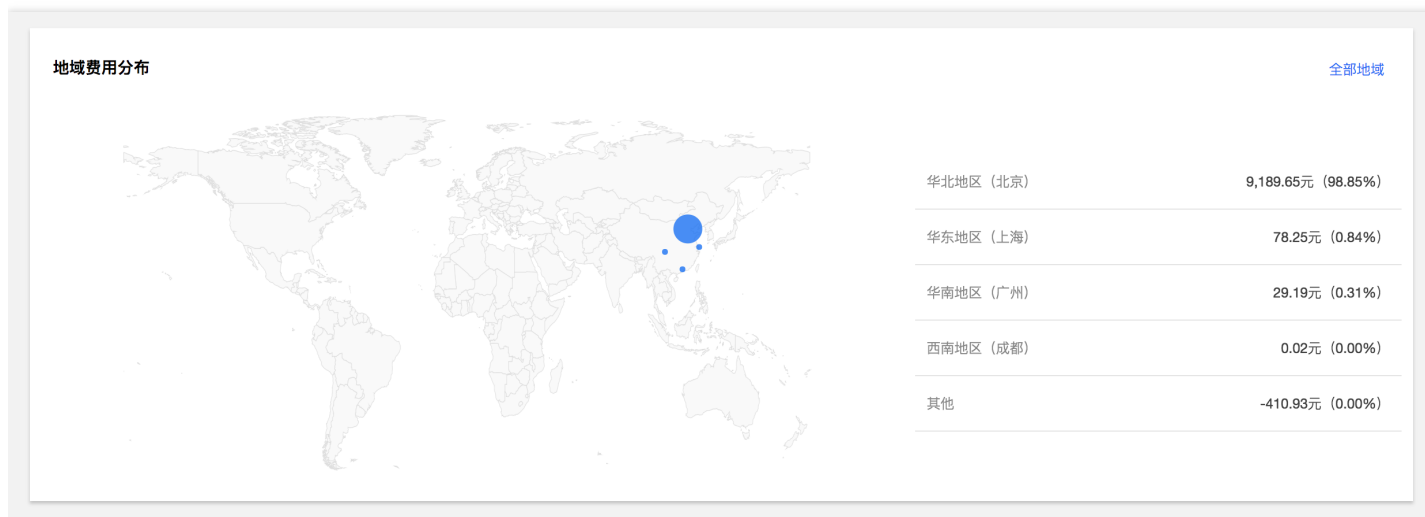 地域费用分布
全部地域
华北地区（北京） 9,189.65元（98.85%）
华东地区（上海） 78.25元（0.84%）
华南地区（广州） 29.19元（0.31%）
西南地区（成都） 0.02元（0.00%）
其他 -410.93元（0.00%）